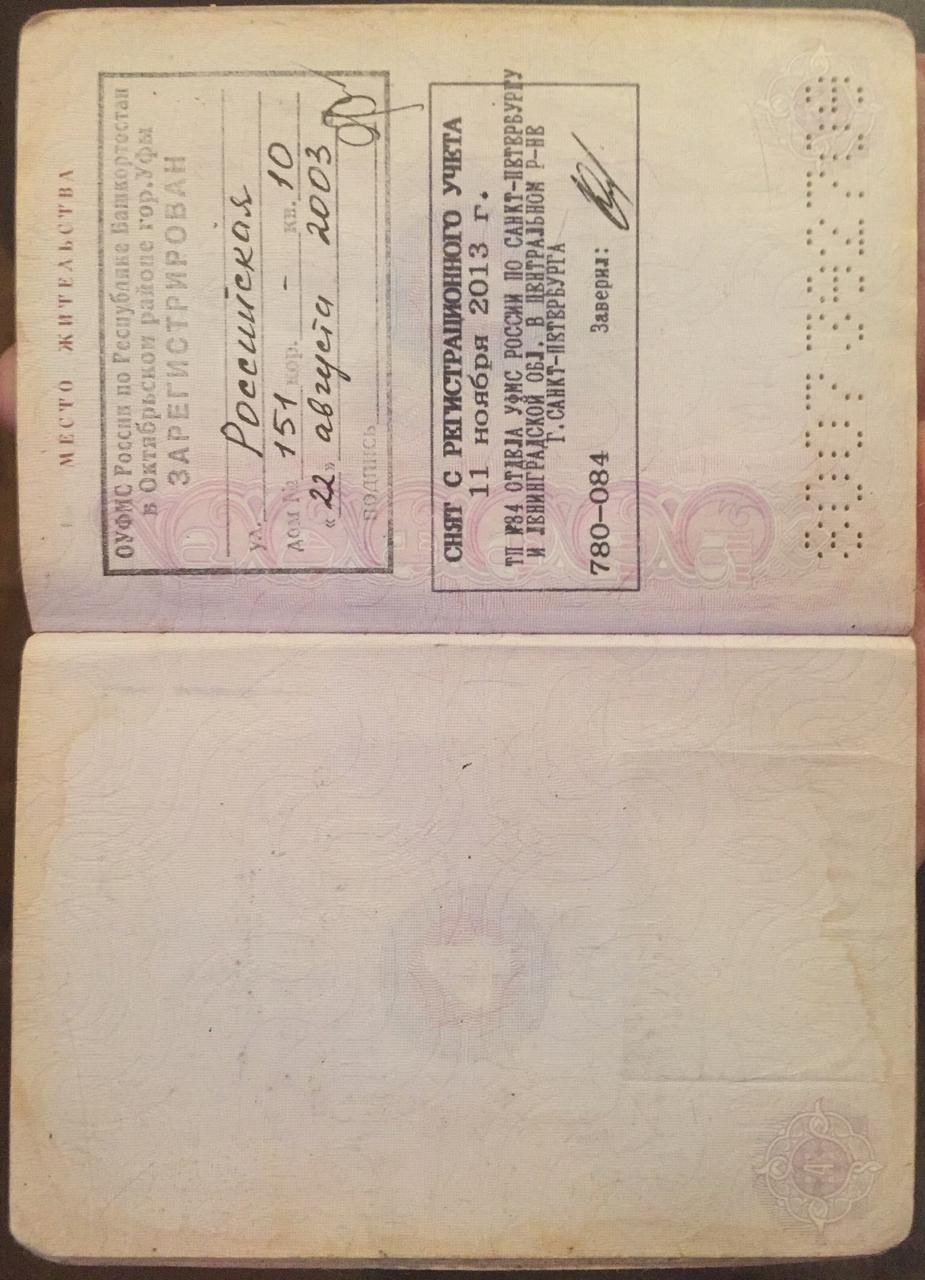 МЕСТО ЖИТЕЛЬСТВА
ОУФМС России по Республике Башкортостан
в Октябрьском районе гор.Уфы
ЗАРЕГИСТРИРОВАН
ул. Российская
дом № 151 кор. - кв. 10
«22» августа 2003
подпись
СНЯТ С РЕГИСТРАЦИОННОГО УЧЕТА
11 ноября 2013 г.
ТП №84 ОТДЕЛА УФМС РОССИИ ПО САНКТ-ПЕТЕРБУРГУ
И ЛЕНИНГРАДСКОЙ ОБЛ. В ЦЕНТРАЛЬНОМ Р-НЕ
Г.САНКТ-ПЕТЕРБУРГА
780-084 Заверил:
4